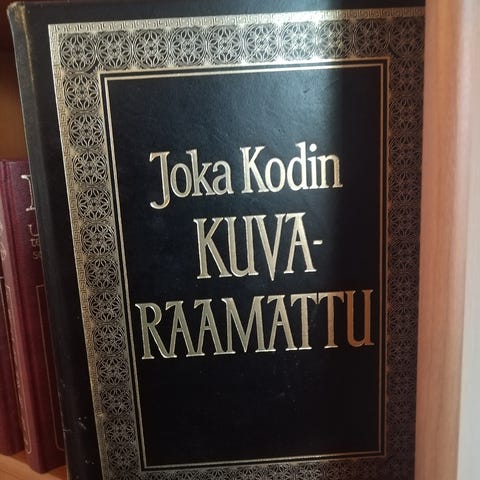 Joka Kodin
KUVA-
RAAMATTU